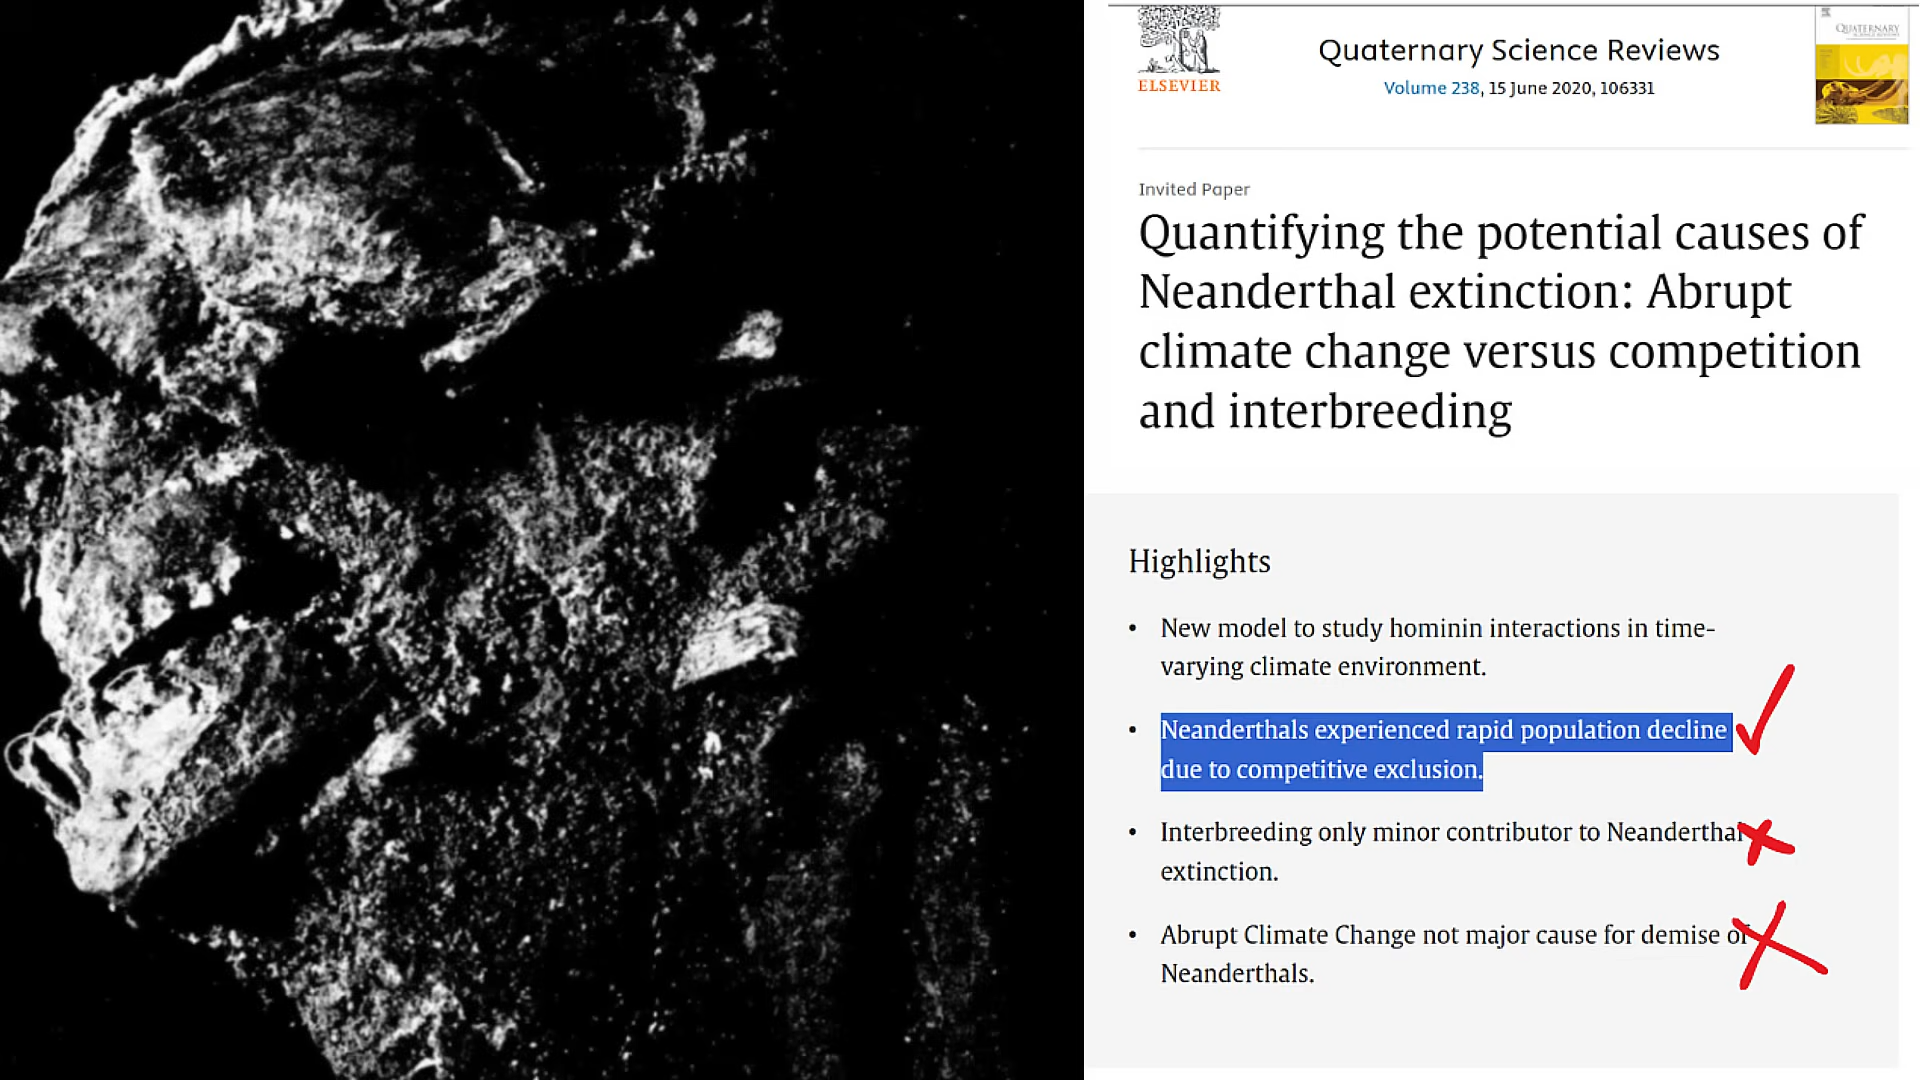 ELSEVIER
Quaternary Science Reviews
Volume 238, 15 June 2020, 106331
QUATERNARY
SCIENCE REVIEWS
Invited Paper
Quantifying the potential causes of
Neanderthal extinction: Abrupt
climate change versus competition
and interbreeding
Highlights
• New model to study hominin interactions in time-
varying climate environment.
• Neanderthals experienced rapid population decline
due to competitive exclusion.
• Interbreeding only minor contributor to Neanderthal
extinction.
• Abrupt Climate Change not major cause for demise of
Neanderthals.